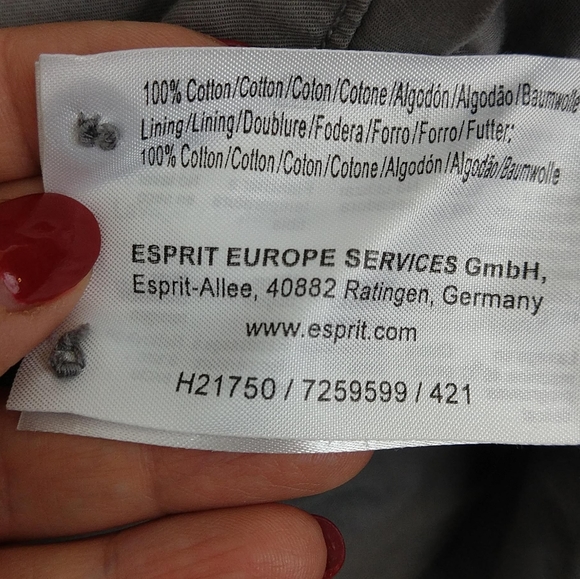 100% Cotton/Cotton/Coton/Cotone/Algodón/Algodão/Baumwolle
Lining/Lining/Doublure/Fodera/Forro/Forro/Futter:
100% Cotton/Cotton/Coton/Cotone/Algodón/Algodão/Baumwolle
ESPRIT EUROPE SERVICES GmbH,
Esprit-Allee, 40882 Ratingen, Germany
www.esprit.com
H21750 / 7259599 / 421